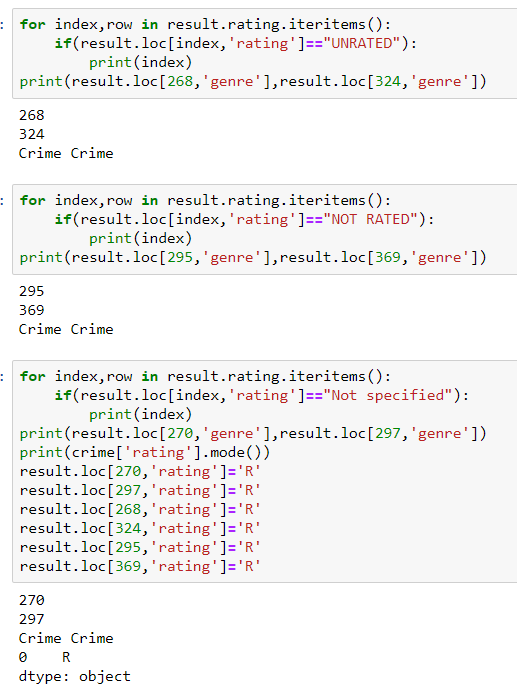 for index,row in result.rating.iteritems():
    if(result.loc[index,'rating']=="UNRATED"):
        print(index)
print(result.loc[268,'genre'],result.loc[324,'genre'])
268
324
Crime Crime
for index,row in result.rating.iteritems():
    if(result.loc[index,'rating']=="NOT RATED"):
        print(index)
print(result.loc[295,'genre'],result.loc[369,'genre'])
295
369
Crime Crime
for index,row in result.rating.iteritems():
    if(result.loc[index,'rating']=="Not specified"):
        print(index)
print(result.loc[270,'genre'],result.loc[297,'genre'])
print(crime['rating'].mode())
result.loc[270,'rating']='R'
result.loc[297,'rating']='R'
result.loc[268,'rating']='R'
result.loc[324,'rating']='R'
result.loc[295,'rating']='R'
result.loc[369,'rating']='R'
270
297
Crime Crime
0    R
dtype: object